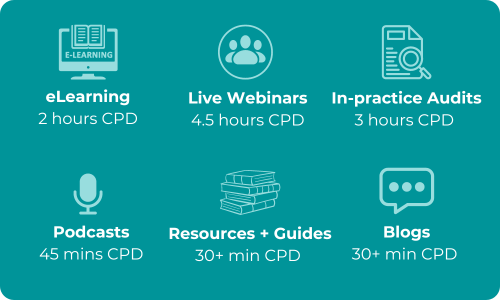 E-LEARNING
eLearning
2 hours CPD
Live Webinars
4.5 hours CPD
In-practice Audits
3 hours CPD
Podcasts
45 mins CPD
Resources + Guides
30+ min CPD
Blogs
30+ min CPD